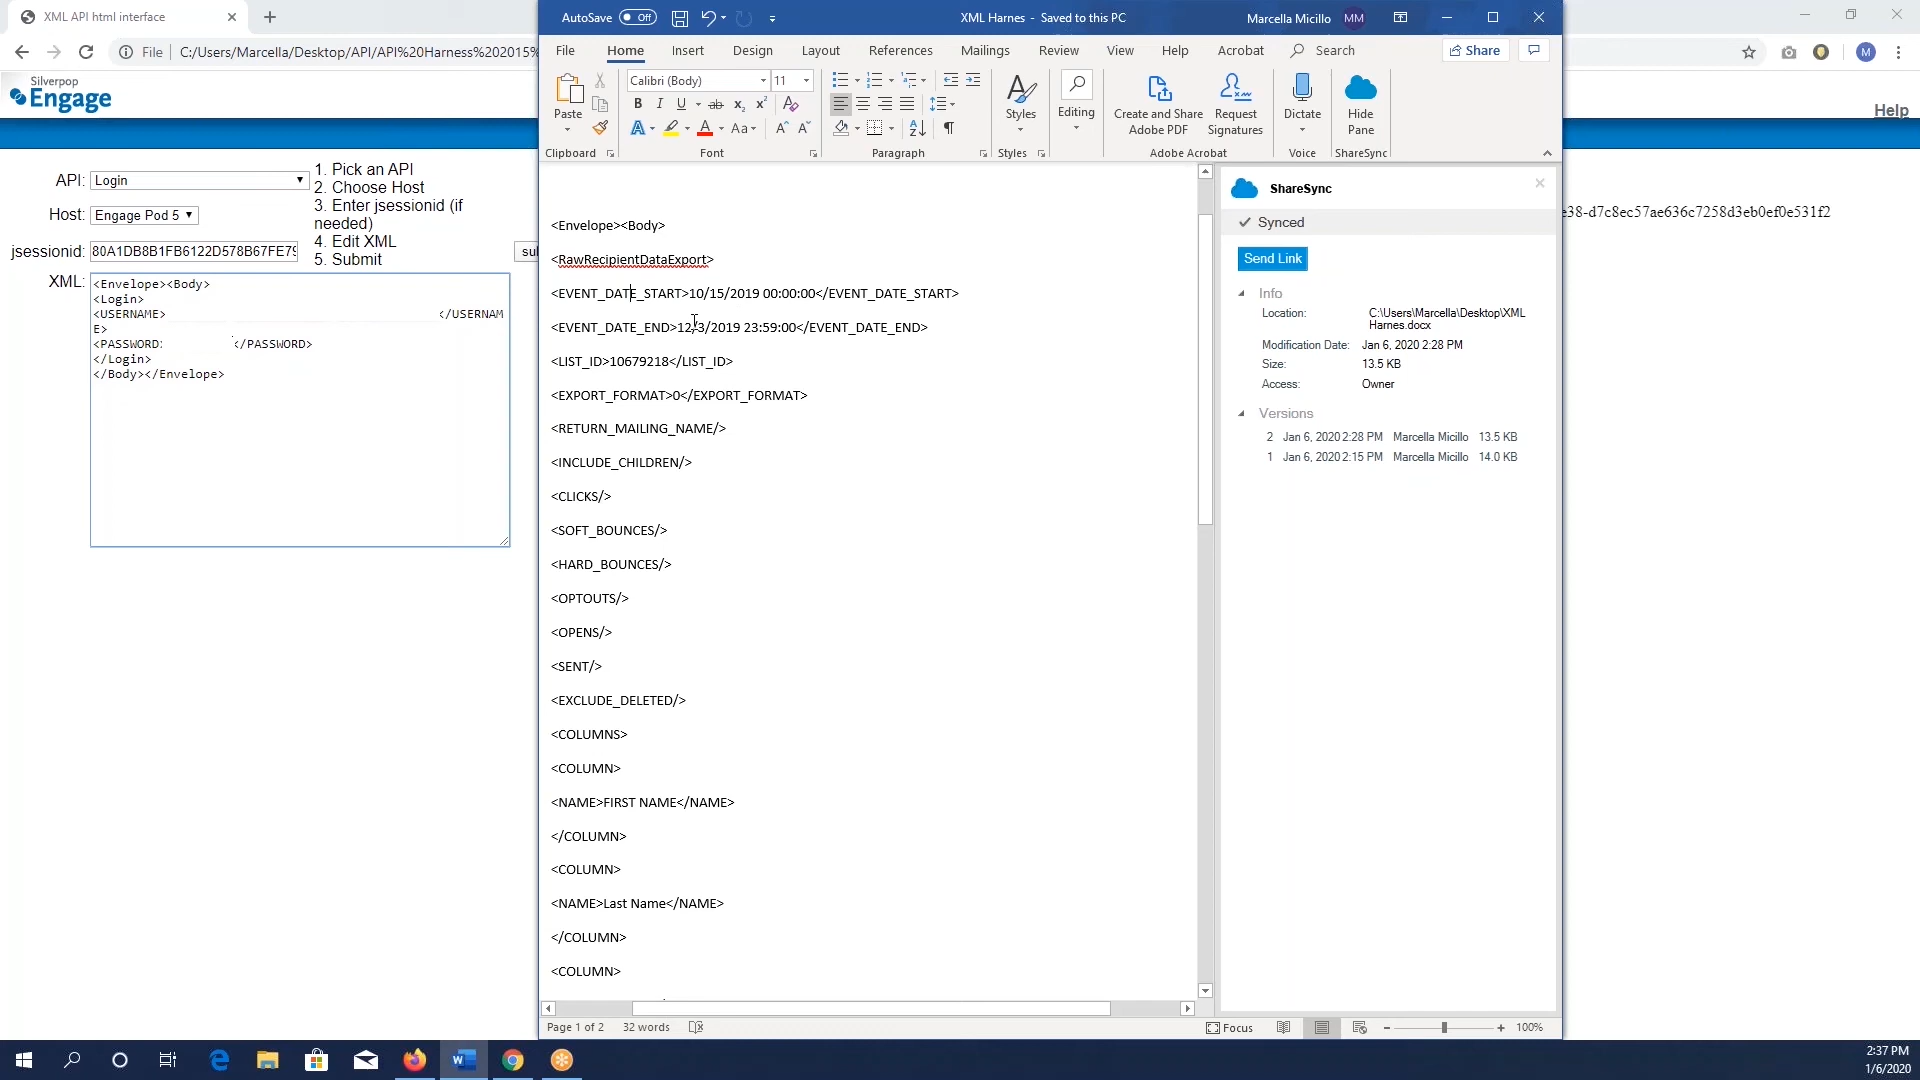 XML API html interface
AutoSave Off
XML Harnes - Saved to this PC
Marcella Micillo MM
File C:/Users/Marcella/Desktop/API/API%20Harness%202015%
M
File Home Insert Design Layout References Mailings Review View Help Acrobat Search Share
Calibri (Body) 11
Paste
B I U ab x₂ x²
A A Aa A A
Styles
Editing
Create and Share Adobe PDF
Request Signatures
Dictate
Hide Pane
Clipboard Font Paragraph Styles Adobe Acrobat Voice ShareSync
Silverpop
Engage
Help
API: Login
Host: Engage Pod 5
jsessionid: 80A1DB8B1FB6122D578B67FE79
1. Pick an API
2. Choose Host
3. Enter jsessionid (if
needed)
4. Edit XML
5. Submit
su
XML:
<Envelope><Body>
<Login>
<USERNAME> </USERNAM
E>
<PASSWORD: </PASSWORD>
</Login>
</Body></Envelope>
<Envelope><Body>
<RawRecipientDataExport>
<EVENT_DATE_START>10/15/2019 00:00:00</EVENT_DATE_START>
<EVENT_DATE_END>12/3/2019 23:59:00</EVENT_DATE_END>
<LIST_ID>10679218</LIST_ID>
<EXPORT_FORMAT>0</EXPORT_FORMAT>
<RETURN_MAILING_NAME/>
<INCLUDE_CHILDREN/>
<CLICKS/>
<SOFT_BOUNCES/>
<HARD_BOUNCES/>
<OPTOUTS/>
<OPENS/>
<SENT/>
<EXCLUDE_DELETED/>
<COLUMNS>
<COLUMN>
<NAME>FIRST NAME</NAME>
</COLUMN>
<COLUMN>
<NAME>Last Name</NAME>
</COLUMN>
<COLUMN>
ShareSync
Synced
Send Link
Info
Location: C:\Users\Marcella\Desktop\XML
Harnes.docx
Modification Date: Jan 6, 2020 2:28 PM
Size: 13.5 KB
Access: Owner
Versions
2 Jan 6, 2020 2:28 PM Marcella Micillo 13.5 KB
1 Jan 6, 2020 2:15 PM Marcella Micillo 14.0 KB
e38-d7c8ec57ae636c7258d3eb0ef0e531f2
Page 1 of 2 32 words
Focus
100%
2:37 PM
1/6/2020